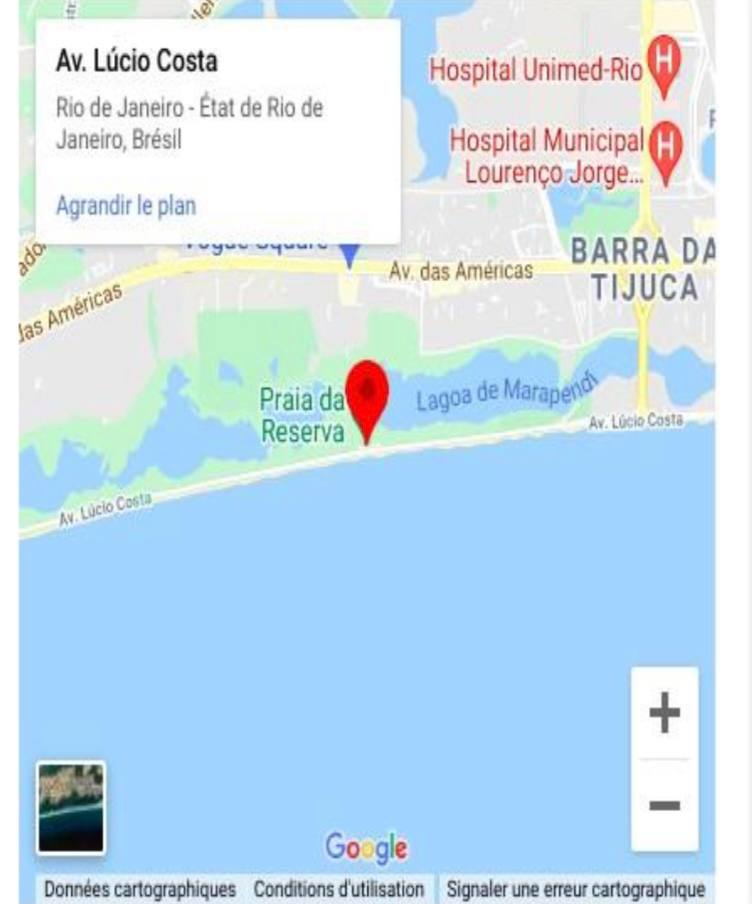 Av. Lúcio Costa
Rio de Janeiro - État de Rio de
Janeiro, Brésil
Agrandir le plan
Hospital Unimed-Rio
H
Hospital Municipal
Lourenço Jorge...
H
Vogue Square
Av. das Américas
BARRA DA
TIJUCA
das Américas
Praia da
Reserva
Lagoa de Marapendi
Av. Lúcio Costa
Av. Lúcio Costa
+
−
Google
Données cartographiques
Conditions d'utilisation
Signaler une erreur cartographique